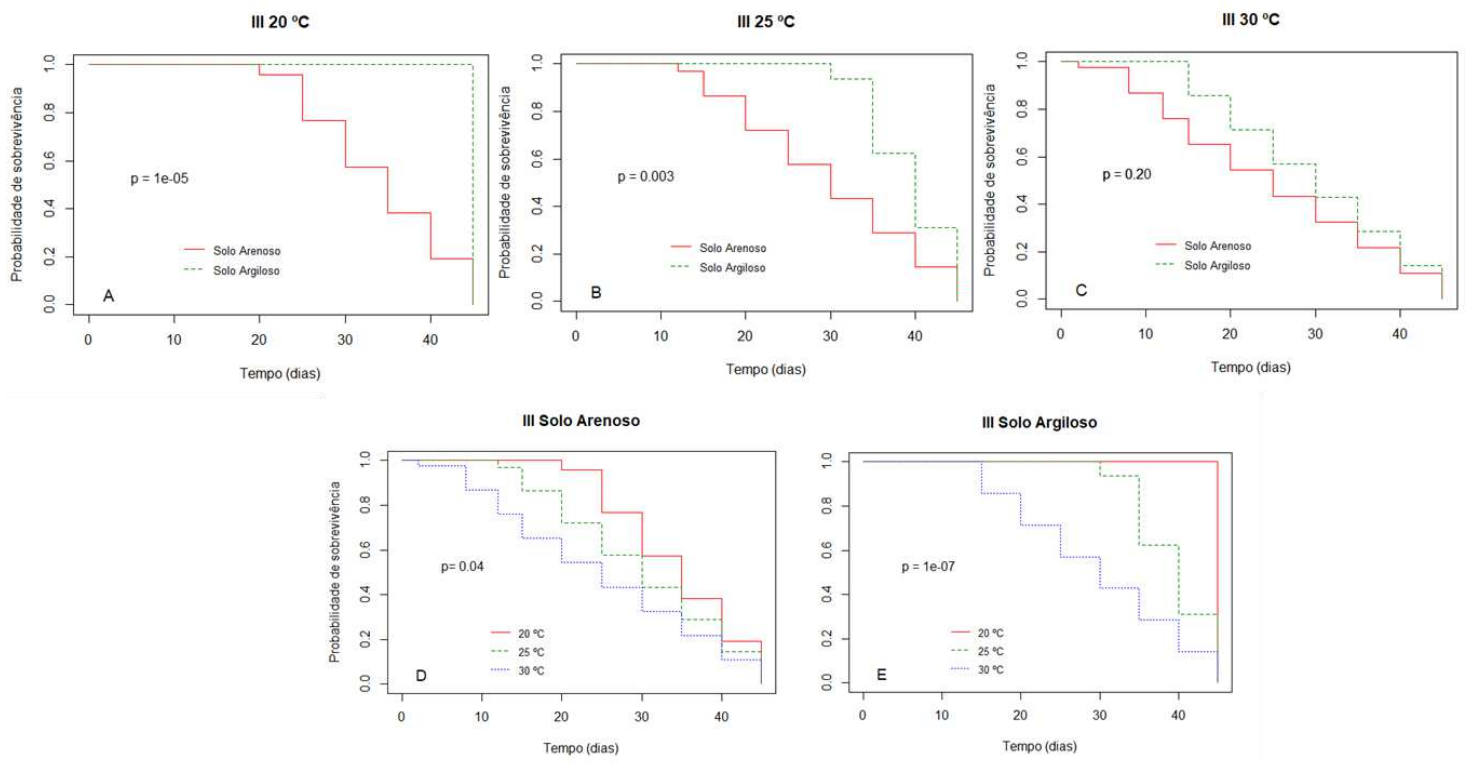 III 20 ºC
Probabilidade de sobrevivência
1.0
0.8
0.6
0.4
0.2
0.0
p = 1e-05
Solo Arenoso
Solo Argiloso
A
0 10 20 30 40
Tempo (dias)
III 25 ºC
Probabilidade de sobrevivência
1.0
0.8
0.6
0.4
0.2
0.0
p = 0.003
Solo Arenoso
Solo Argiloso
B
0 10 20 30 40
Tempo (dias)
III 30 ºC
Probabilidade de sobrevivência
1.0
0.8
0.6
0.4
0.2
0.0
p = 0.20
Solo Arenoso
Solo Argiloso
C
0 10 20 30 40
Tempo (dias)
III Solo Arenoso
Probabilidade de sobrevivência
1.0
0.8
0.6
0.4
0.2
0.0
p= 0.04
20 ºC
25 ºC
30 ºC
D
0 10 20 30 40
Tempo (dias)
III Solo Argiloso
1.0
0.8
0.6
0.4
0.2
0.0
p = 1e-07
20 ºC
25 ºC
30 ºC
E
0 10 20 30 40
Tempo (dias)